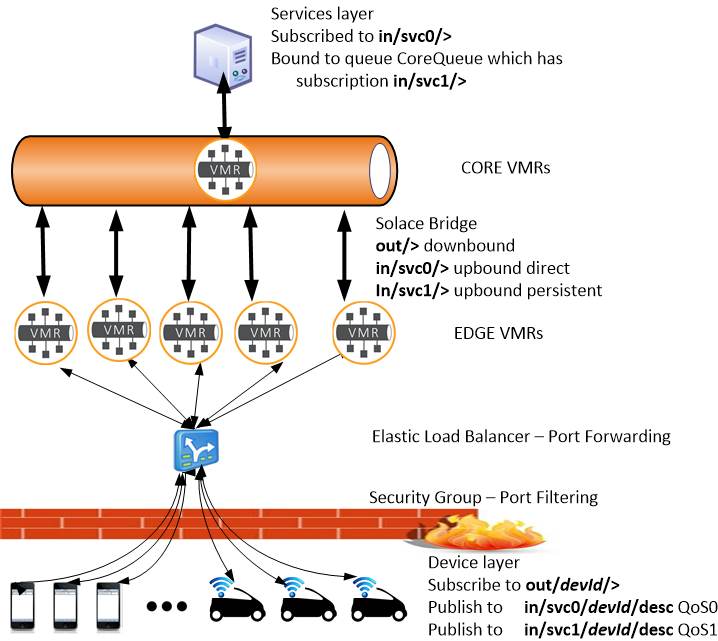 Services layer
Subscribed to in/svc0/>
Bound to queue CoreQueue which has
subscription in/svc1/>
VMR
CORE VMRs
Solace Bridge
out/> downbound
in/svc0/> upbound direct
In/svc1/> upbound persistent
VMR VMR VMR VMR VMR
EDGE VMRs
Elastic Load Balancer – Port Forwarding
Security Group – Port Filtering
Device layer
Subscribe to out/devId/>
Publish to in/svc0/devId/desc QoS0
Publish to in/svc1/devId/desc QoS1